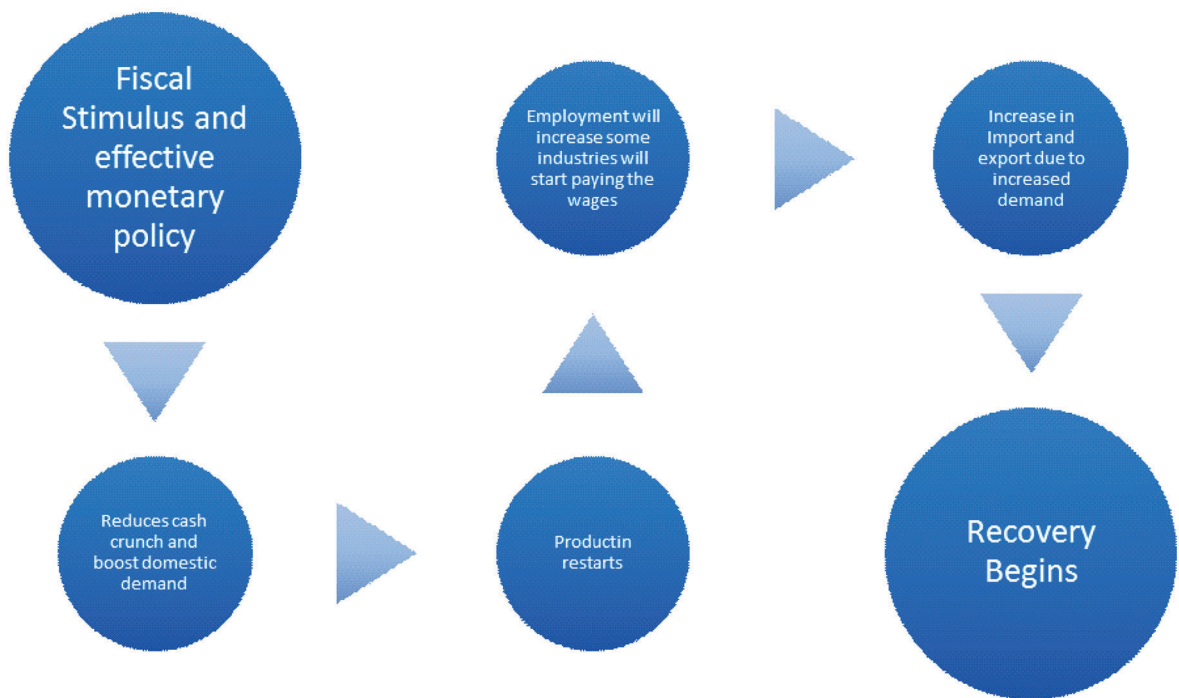 Fiscal
Stimulus and
effective
monetary
policy
Reduces cash
crunch and
boost domestic
demand
Productin
restarts
Employment will
increase some
industries will
start paying the
wages
Increase in
Import and
export due to
increased
demand
Recovery
Begins